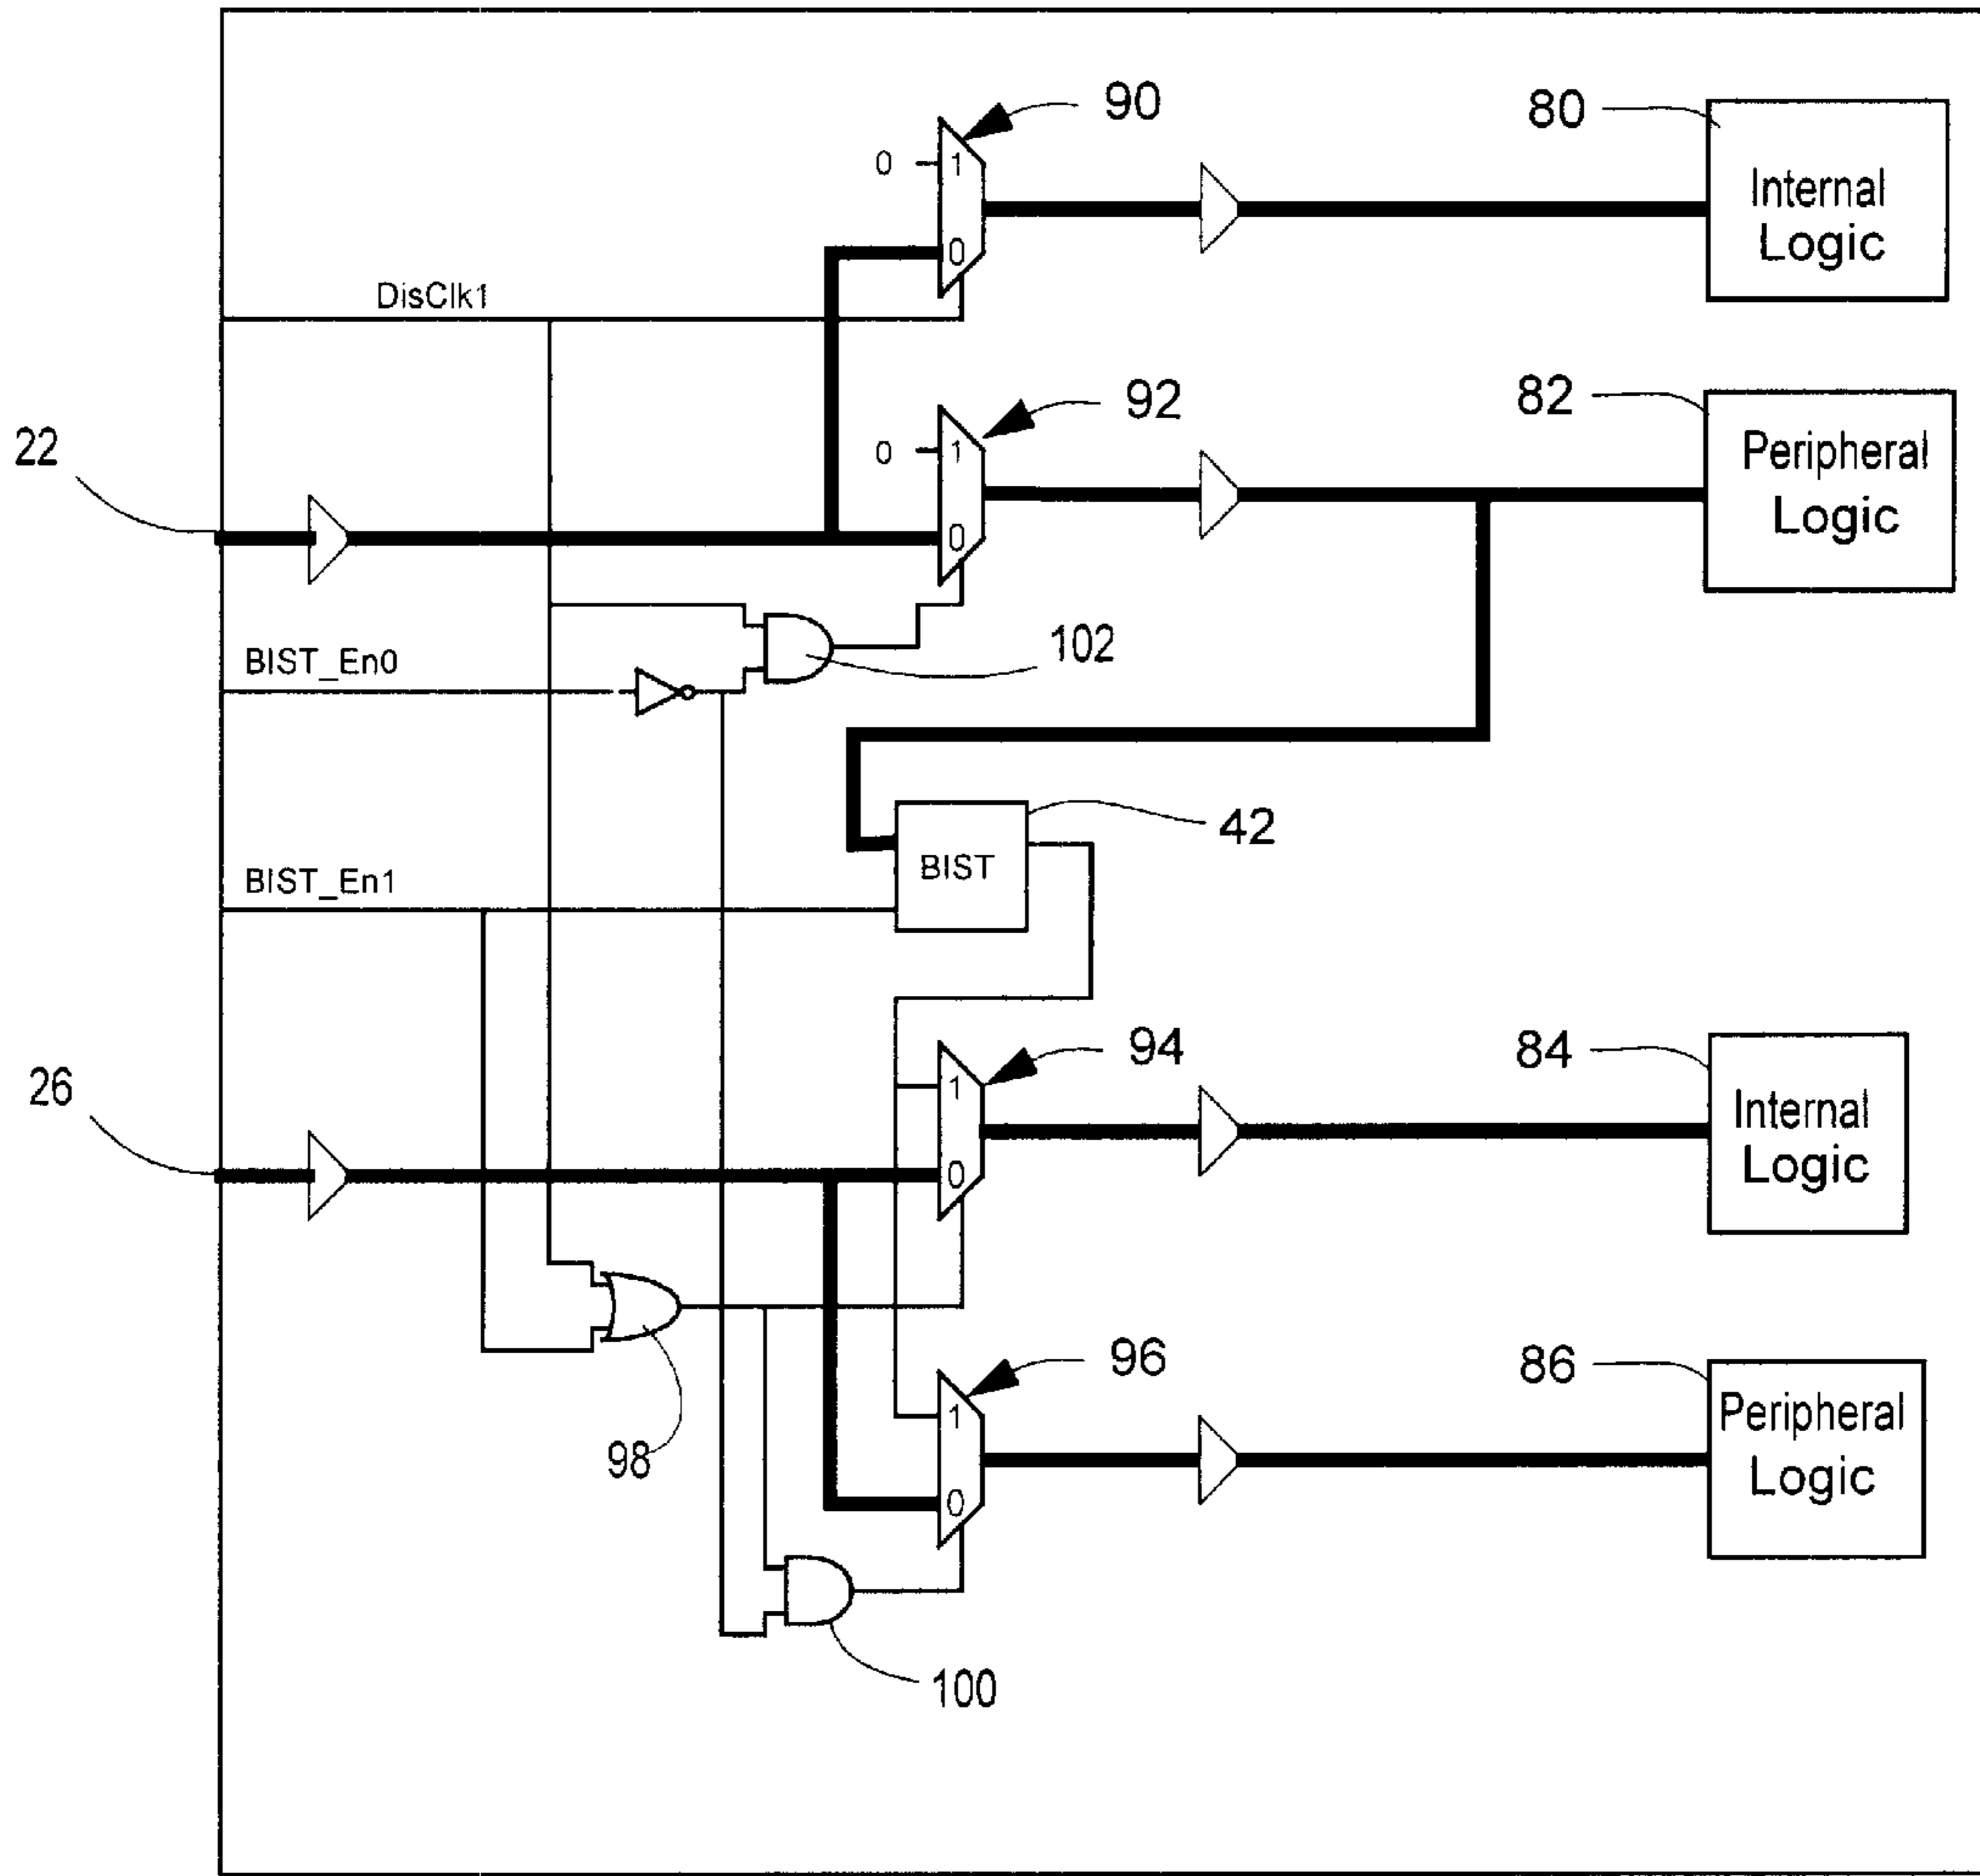 90
80
0
1
Internal
Logic
0
DisClk1
92
82
22
0
1
Peripheral
Logic
0
102
BIST_En0
42
BIST
BIST_En1
94
84
26
1
Internal
Logic
0
96
86
1
Peripheral
Logic
98
0
100